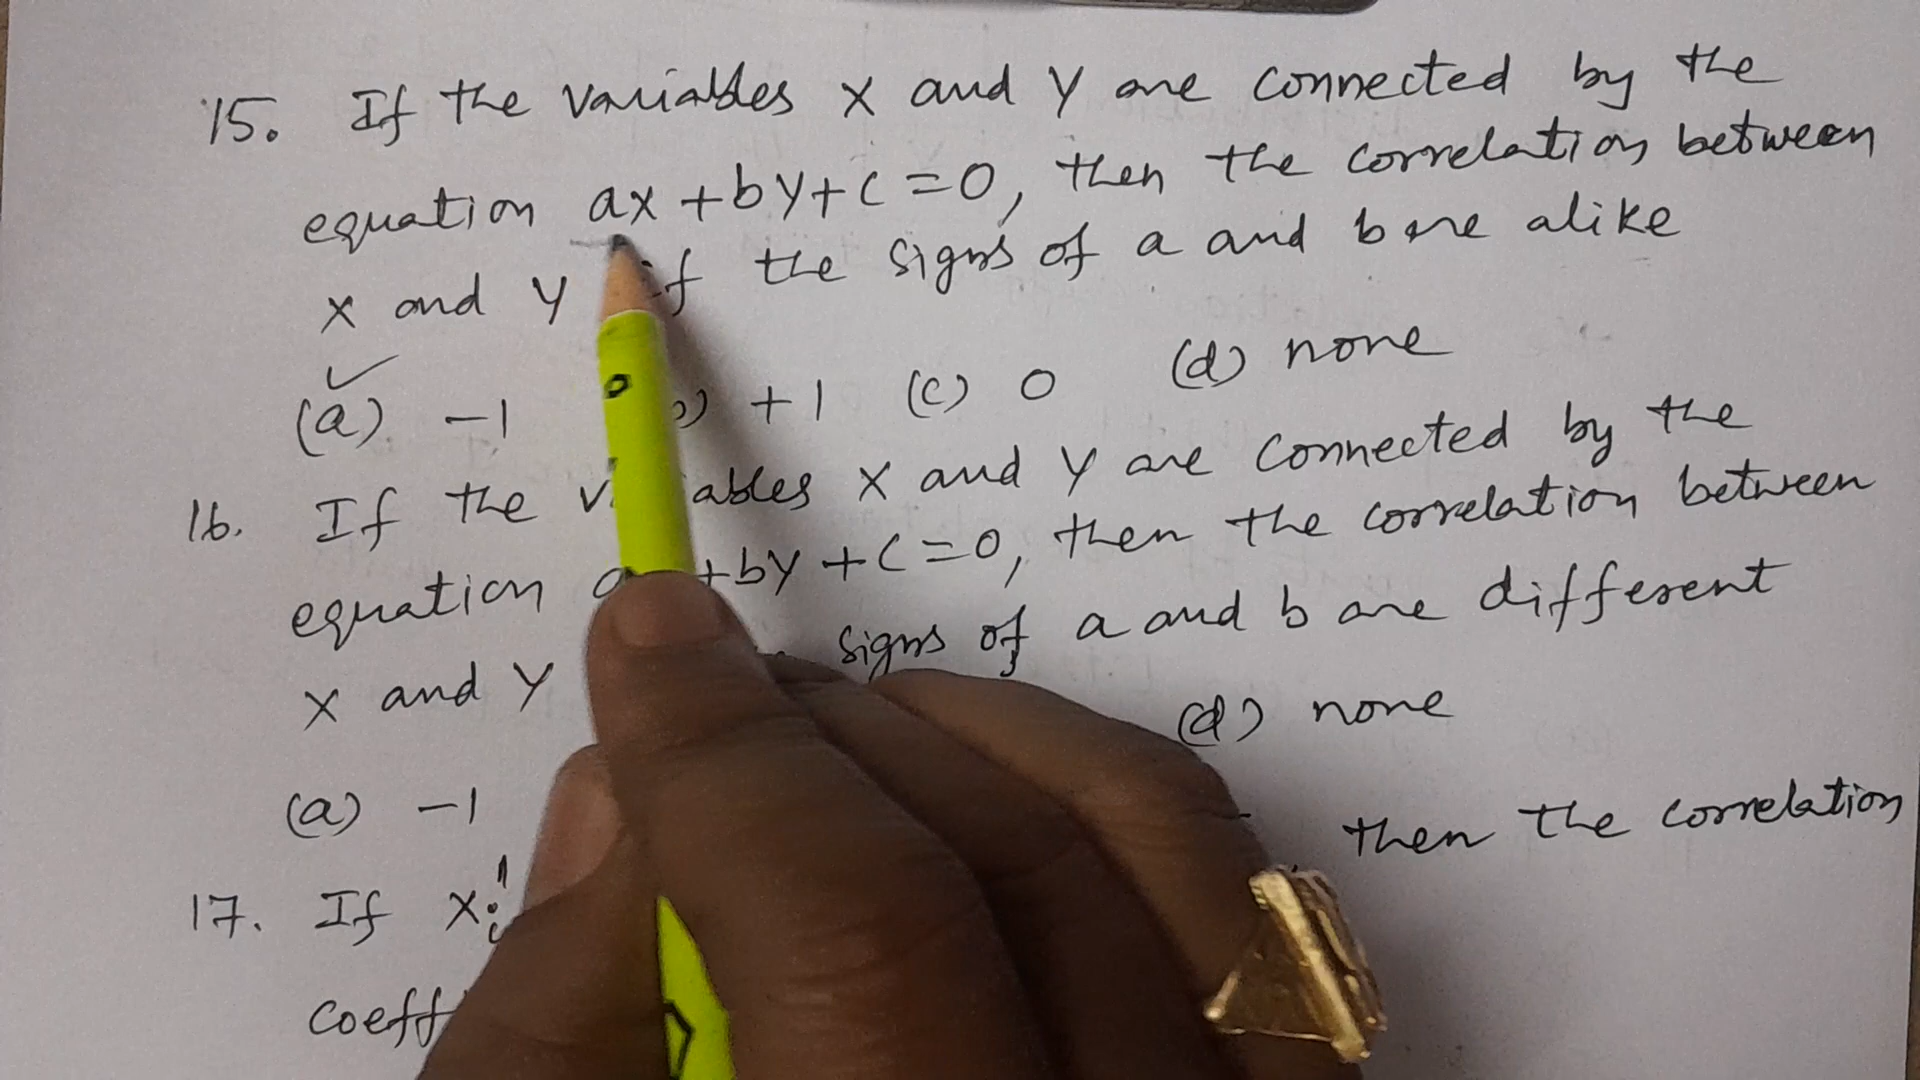 15. If the variables X and Y are connected by the
equation ax + by + c = 0, then the correlation between
X and Y if the signs of a and b are alike
(a) -1 +1 (c) 0 (d) none
16. If the X and Y are connected by the
equation + by + c = 0, then the correlation between
X and Y signs of a and b are different
(a) -1 (d) none
17. If then the correlation